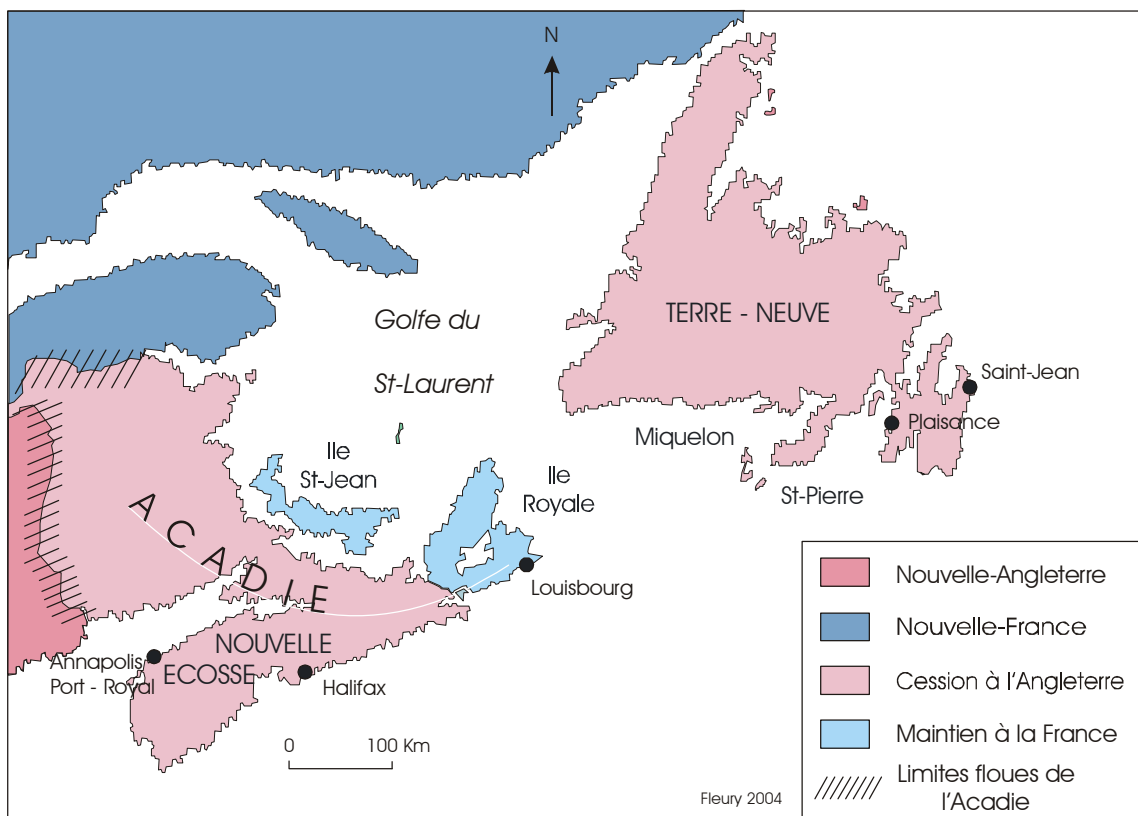 N
TERRE - NEUVE
Golfe du
St-Laurent
Saint-Jean
Plaisance
Miquelon
St-Pierre
Ile
St-Jean
Ile
Royale
ACADIE
Louisbourg
NOUVELLE
ECOSSE
Annapolis
Port - Royal
Halifax
0 100 Km
Nouvelle-Angleterre
Nouvelle-France
Cession à l'Angleterre
Maintien à la France
Limites floues de
l'Acadie
Fleury 2004